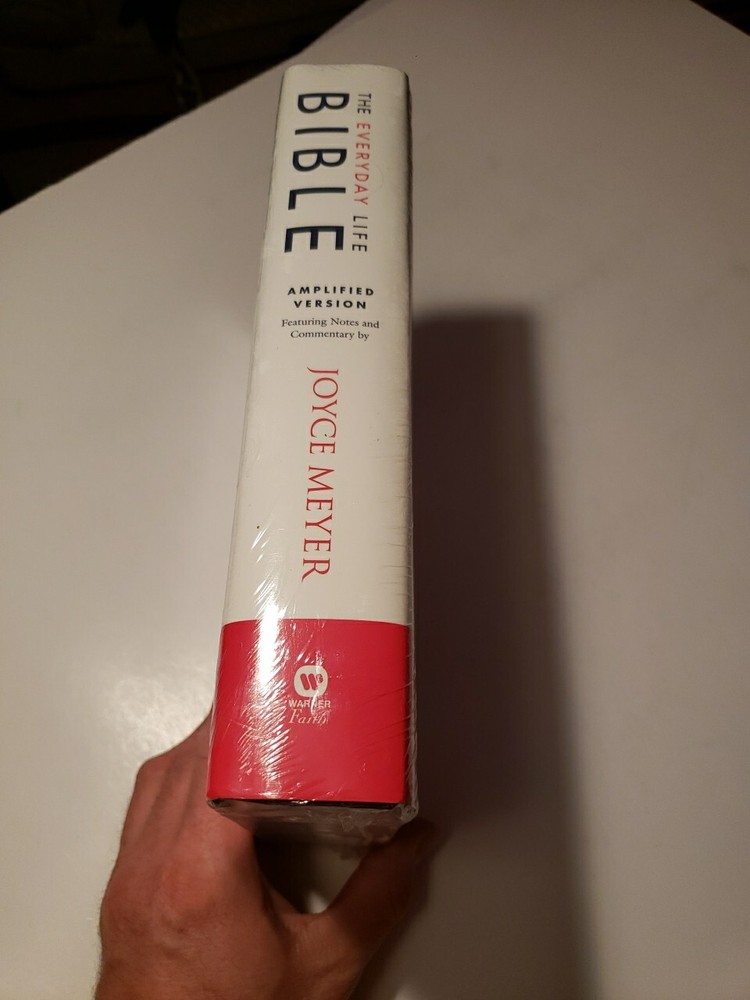 THE EVERYDAY LIFE
BIBLE
AMPLIFIED
VERSION
Featuring Notes and
Commentary by
JOYCE MEYER
WARNER
Faith